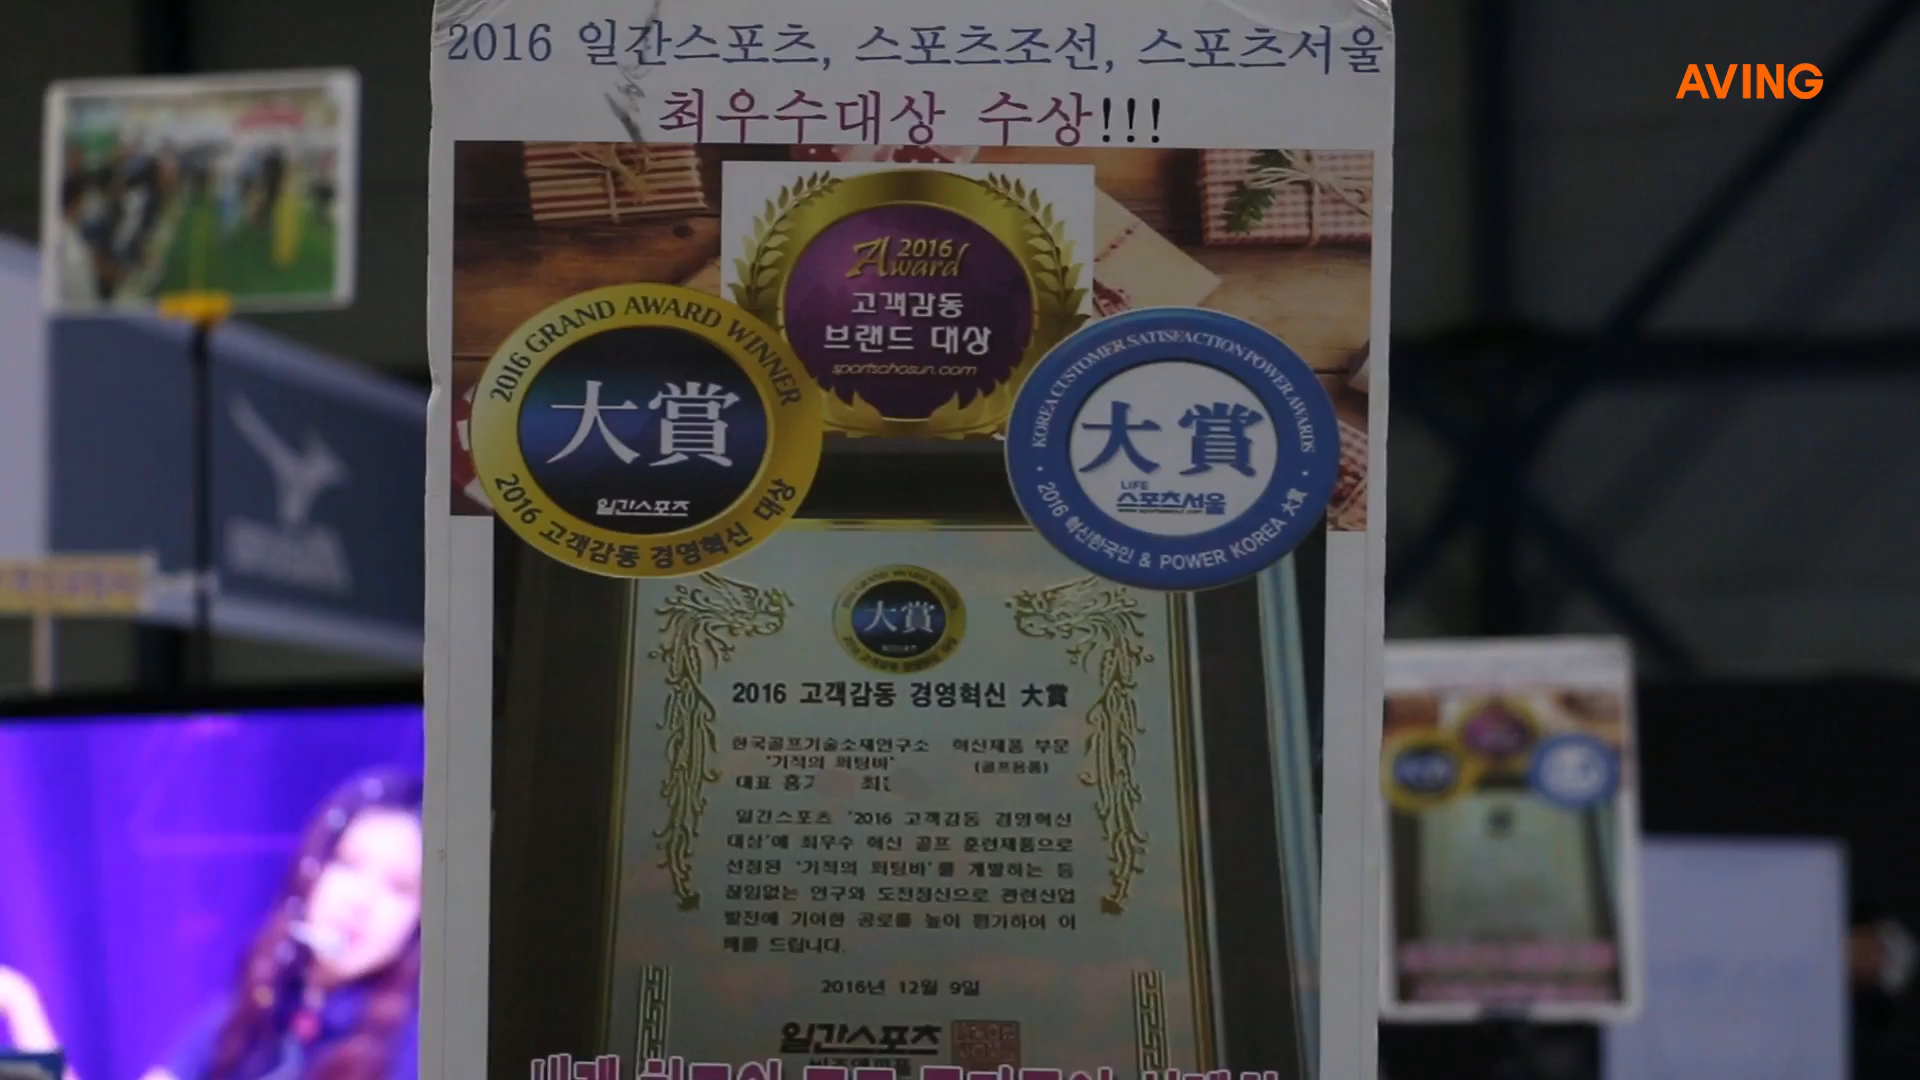 2016 일간스포츠, 스포츠조선, 스포츠서울
최우수대상 수상!!!
AVING
2016 Award
고객감동
브랜드 대상
sportschosun.com
2016 GRAND AWARD WINNER
大賞
일간스포츠
2016 고객감동 경영혁신 대상
KOREA CUSTOMER SATISFACTION POWER AWARDS
大賞
LIFE
스포츠서울
2016 혁신한국인 & POWER KOREA 大賞
大賞
2016 고객감동 경영혁신 大賞
한국골프기술소재연구소 혁신제품 부문
'기적의 퍼팅바' (골프용품)
대표 홍 최
일간스포츠 '2016 고객감동 경영혁신
대상'에 최우수 혁신 골프 훈련제품으로
선정된 '기적의 퍼팅바'를 개발하는 등
끊임없는 연구와 도전정신으로 관련산업
발전에 기여한 공로를 높이 평가하여 이
패를 드립니다.
2016년 12월 9일
일간스포츠